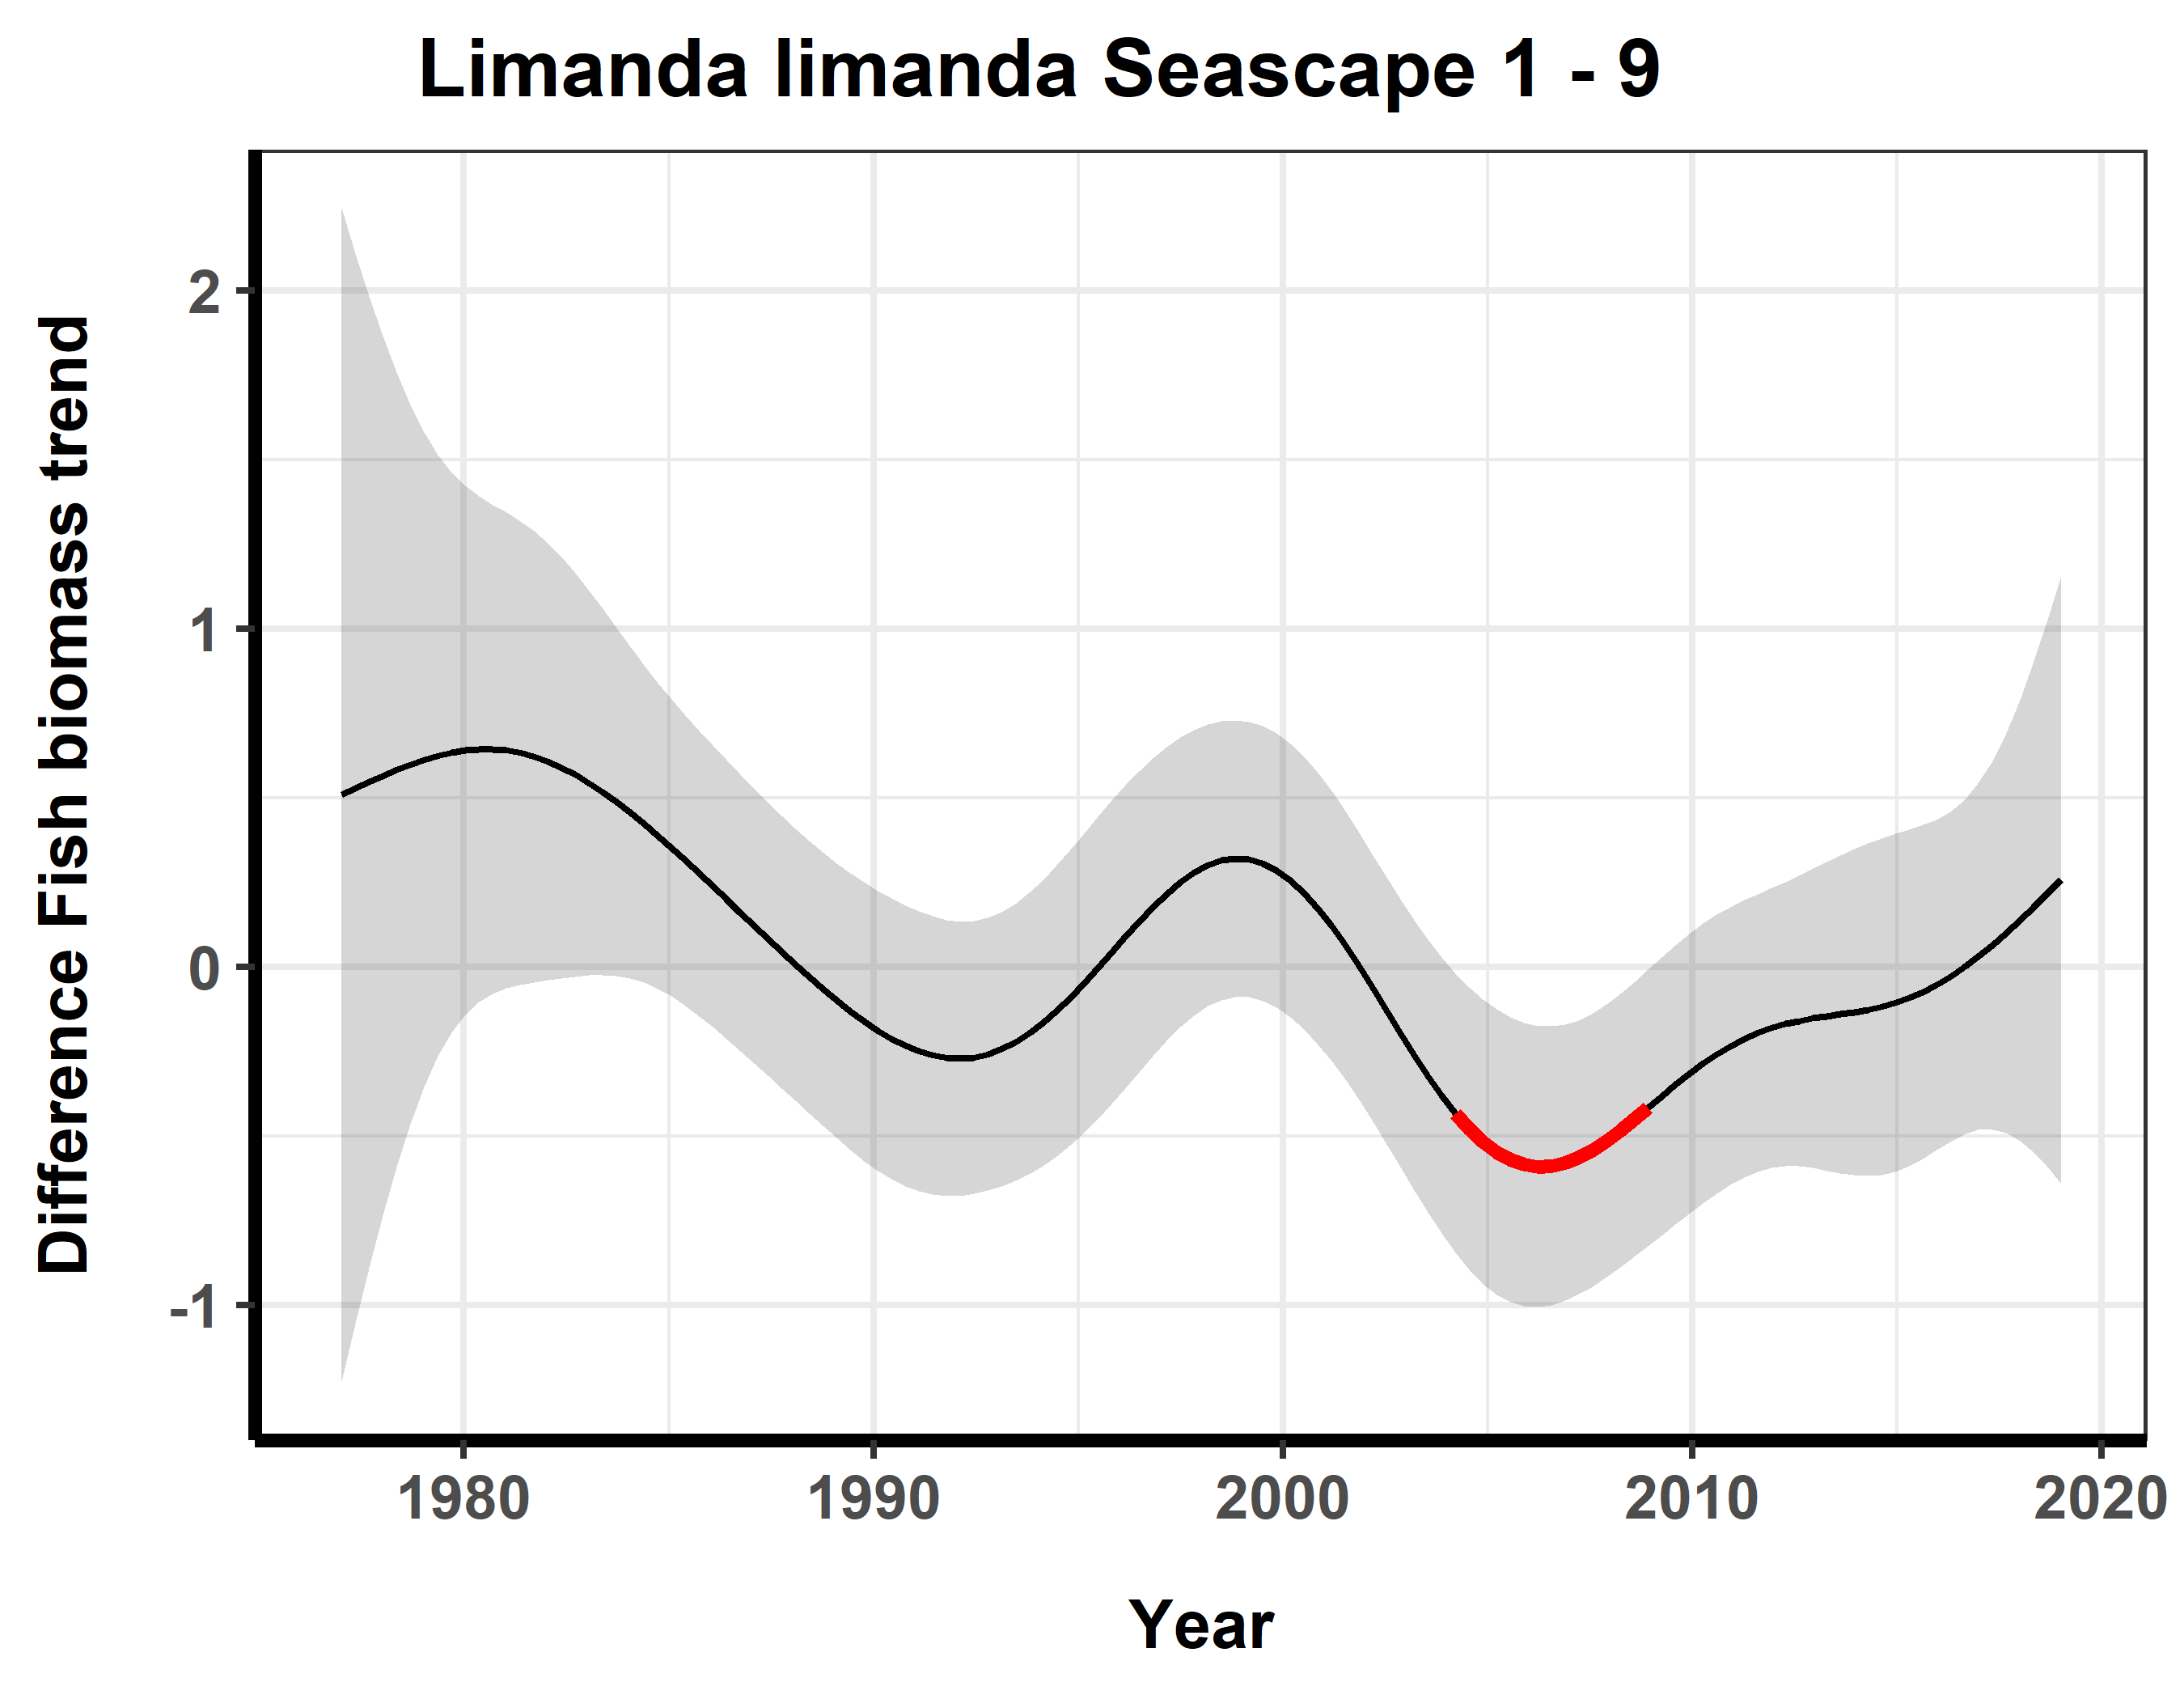 Limanda limanda Seascape 1 - 9
Difference Fish biomass trend
2
1
0
-1
1980 1990 2000 2010 2020
Year